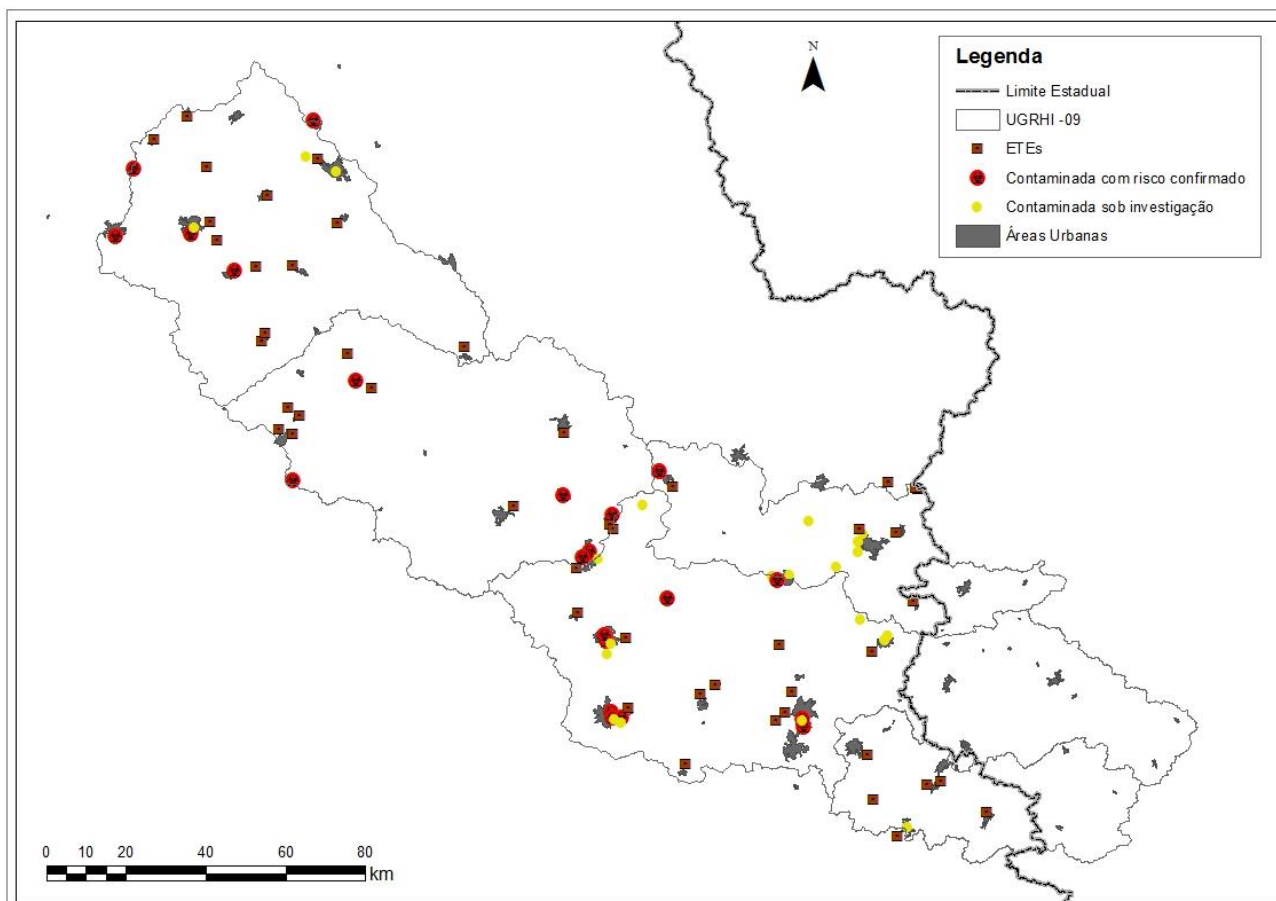 N
Legenda
Limite Estadual
UGRHI -09
ETEs
Contaminada com risco confirmado
Contaminada sob investigação
Áreas Urbanas
0 10 20 40 60 80
km